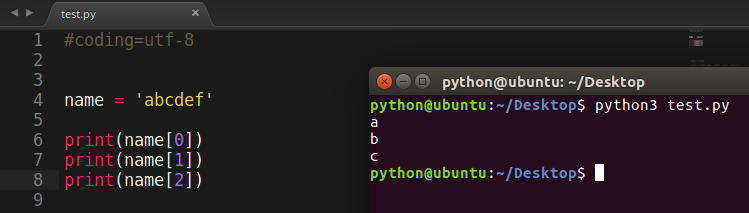 test.py
1 #coding=utf-8
2
3
4 name = 'abcdef'
5
6 print(name[0])
7 print(name[1])
8 print(name[2])
9
python@ubuntu: ~/Desktop
python@ubuntu:~/Desktop$ python3 test.py
a
b
c
python@ubuntu:~/Desktop$